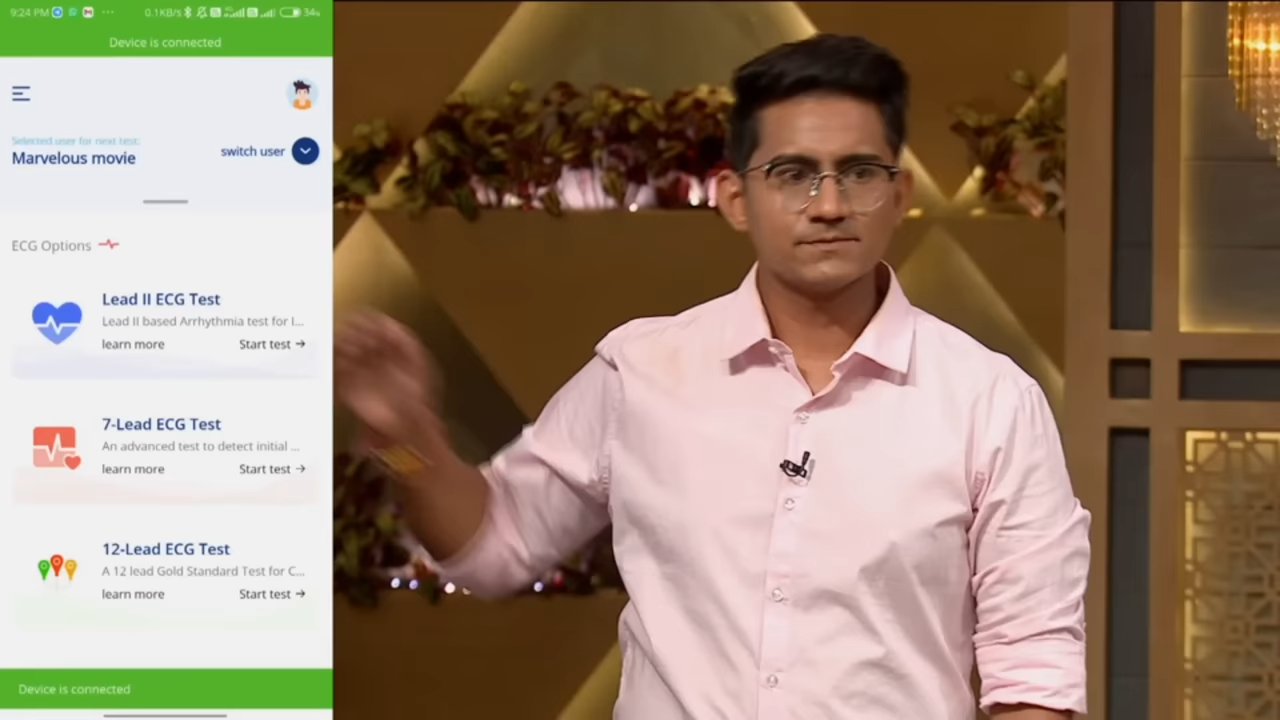 9:24 PM
0.1KB/s
34%
Device is connected
Selected user for next test:
Marvelous movie
switch user
ECG Options
Lead II ECG Test
Lead II based Arrhythmia test for I...
learn more
Start test →
7-Lead ECG Test
An advanced test to detect initial ...
learn more
Start test →
12-Lead ECG Test
A 12 lead Gold Standard Test for C...
learn more
Start test →
Device is connected